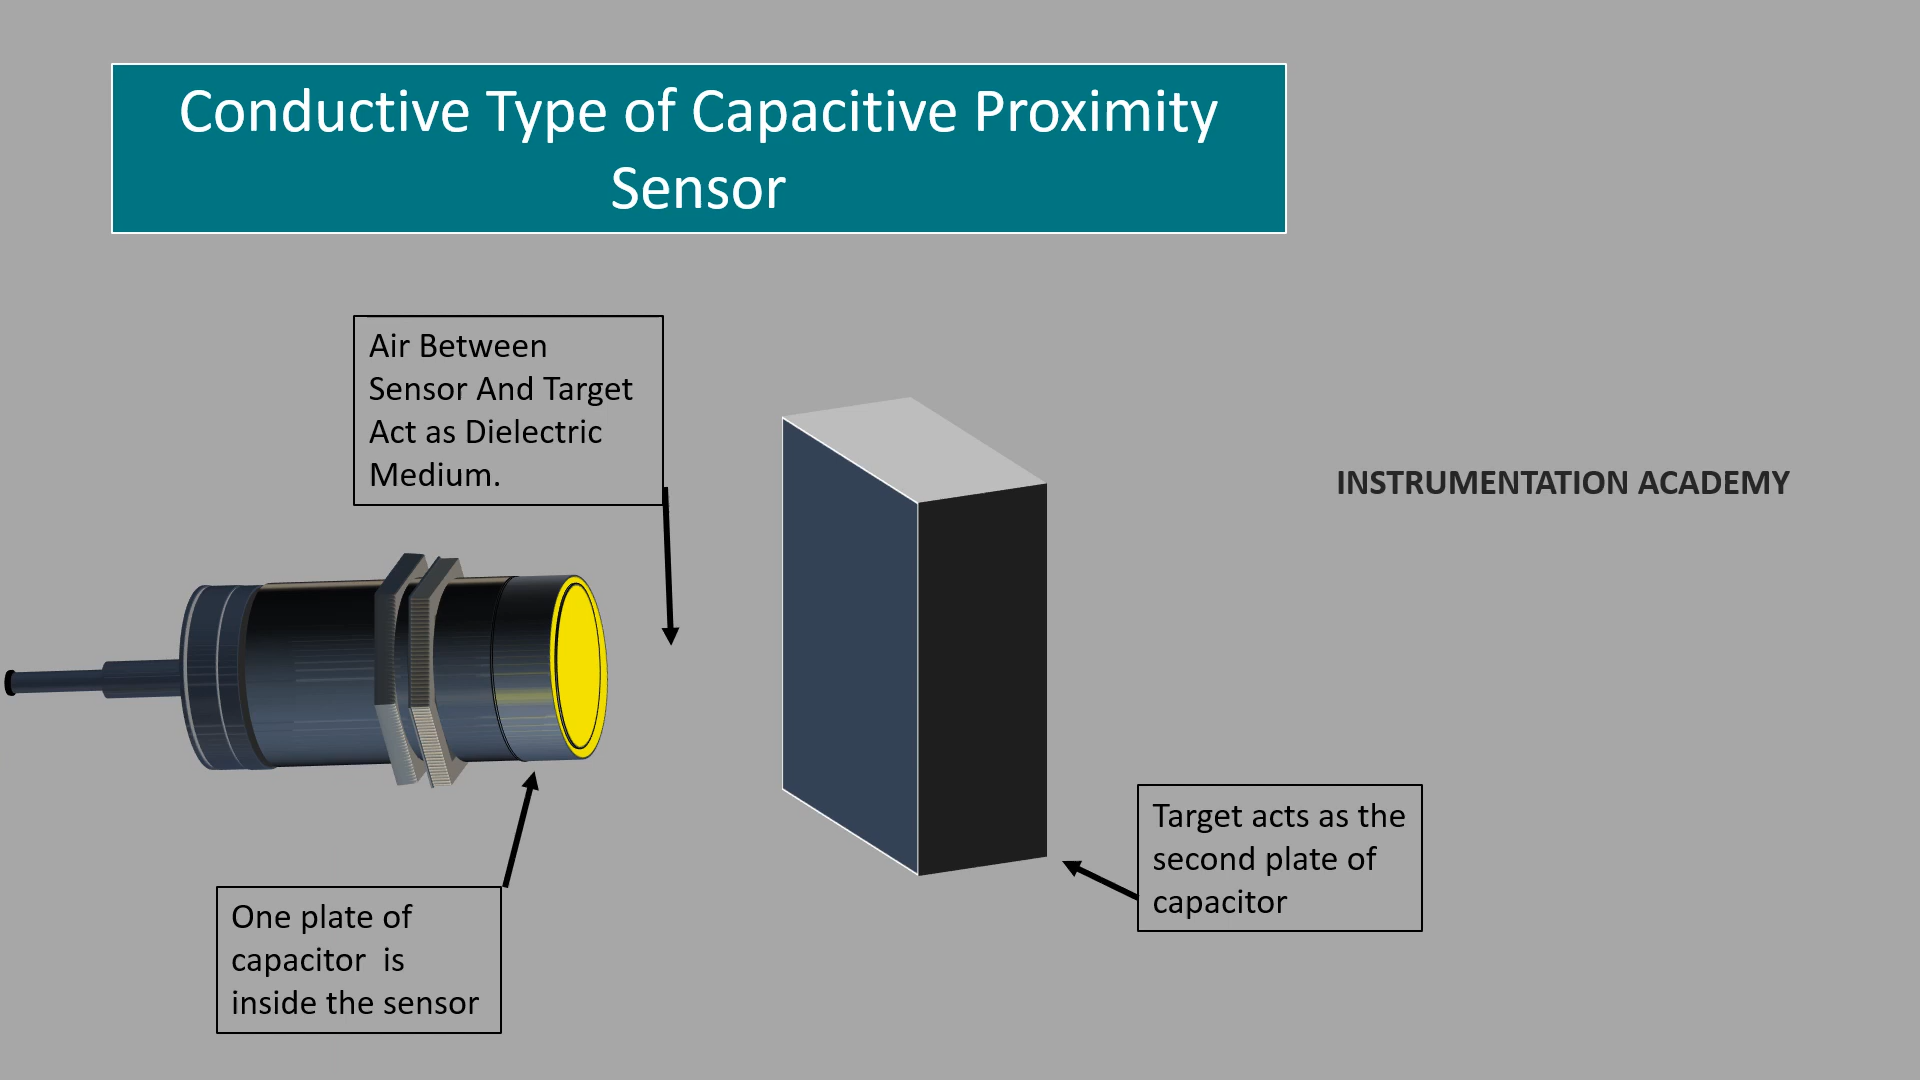 Conductive Type of Capacitive Proximity
Sensor
Air Between
Sensor And Target
Act as Dielectric
Medium.
INSTRUMENTATION ACADEMY
Target acts as the
second plate of
capacitor
One plate of
capacitor  is
inside the sensor